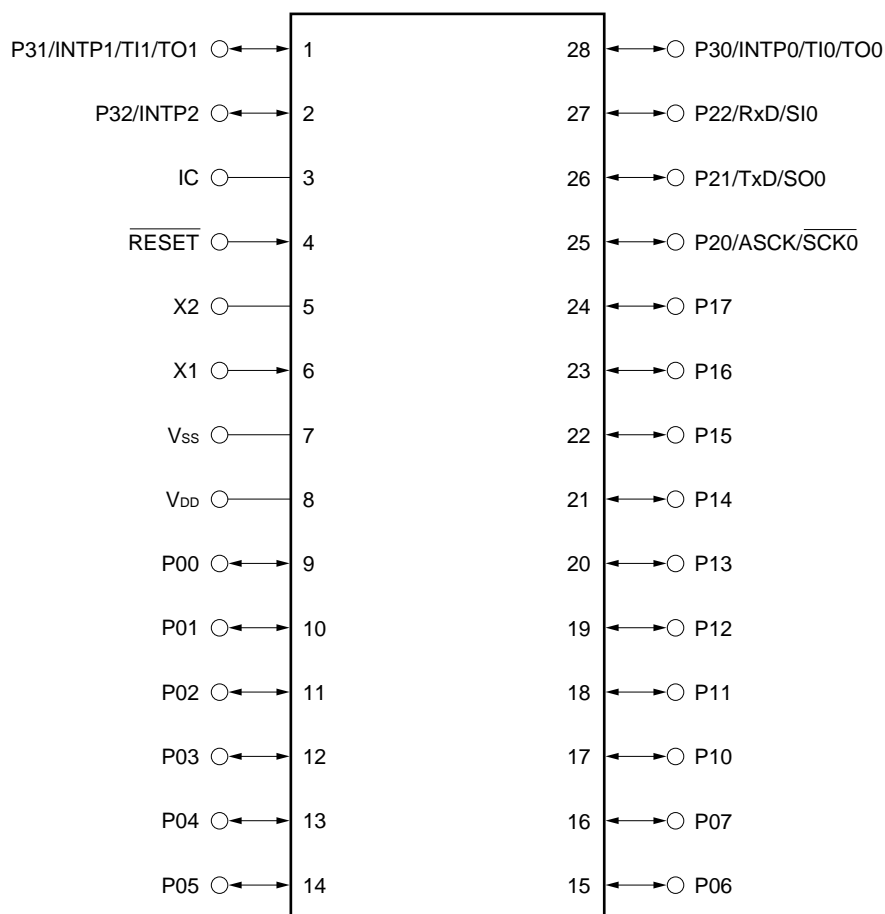 P31/INTP1/TI1/TO1 1 28 P30/INTP0/TI0/TO0
P32/INTP2 2 27 P22/RxD/SI0
IC 3 26 P21/TxD/SO0
RESET 4 25 P20/ASCK/SCK0
X2 5 24 P17
X1 6 23 P16
VSS 7 22 P15
VDD 8 21 P14
P00 9 20 P13
P01 10 19 P12
P02 11 18 P11
P03 12 17 P10
P04 13 16 P07
P05 14 15 P06